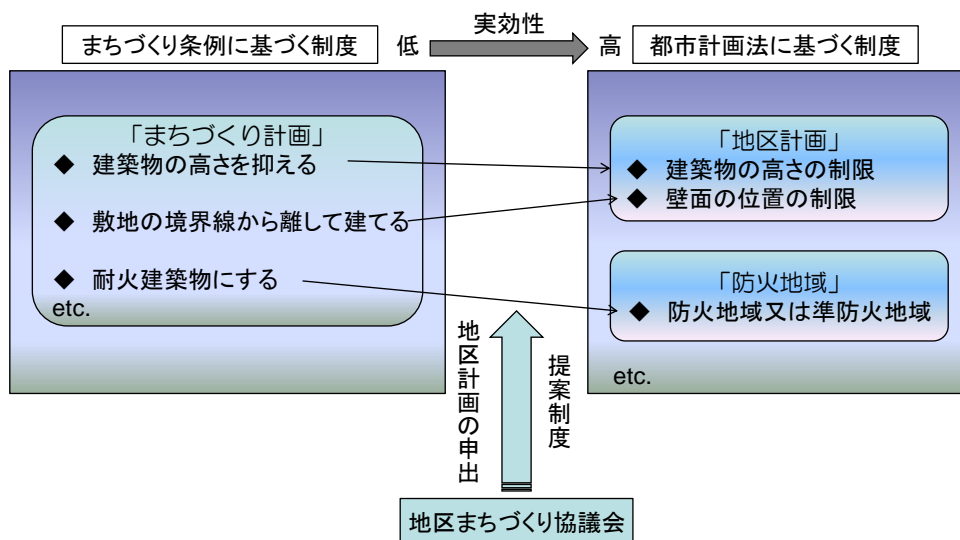 まちづくり条例に基づく制度
低
実効性
高
都市計画法に基づく制度
「まちづくり計画」
◆ 建築物の高さを抑える
◆ 敷地の境界線から離して建てる
◆ 耐火建築物にする
etc.
「地区計画」
◆ 建築物の高さの制限
◆ 壁面の位置の制限
「防火地域」
◆ 防火地域又は準防火地域
etc.
地区計画の申出
提案制度
地区まちづくり協議会